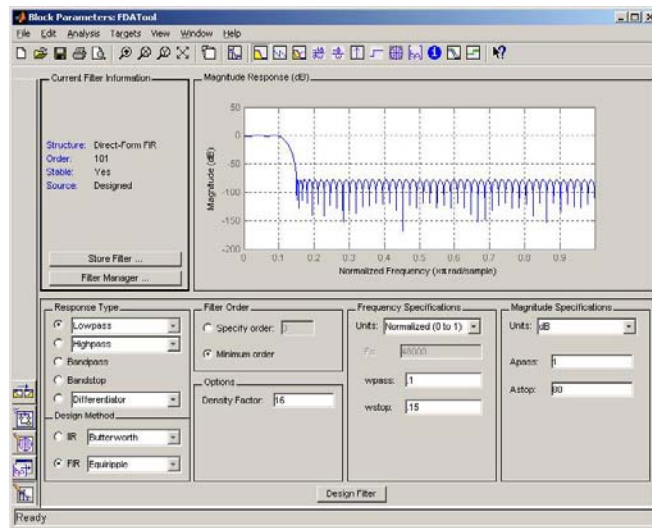 Block Parameters: FDATool
File Edit Analysis Targets View Window Help
Current Filter Information
Structure: Direct-Form FIR
Order: 101
Stable: Yes
Source: Designed
Store Filter ...
Filter Manager ...
Magnitude Response (dB)
50
0
-50
-100
-150
-200
Magnitude (dB)
0 0.1 0.2 0.3 0.4 0.5 0.6 0.7 0.8 0.9
Normalized Frequency (×π rad/sample)
Response Type
Lowpass
Highpass
Bandpass
Bandstop
Differentiator
Design Method
IIR Butterworth
FIR Equiripple
Filter Order
Specify order:
Minimum order
Options
Density Factor: 16
Frequency Specifications
Units: Normalized (0 to 1)
Fs: 48000
wpass: .1
wstop: .15
Magnitude Specifications
Units: dB
Apass: 1
Astop: 80
Design Filter
Ready